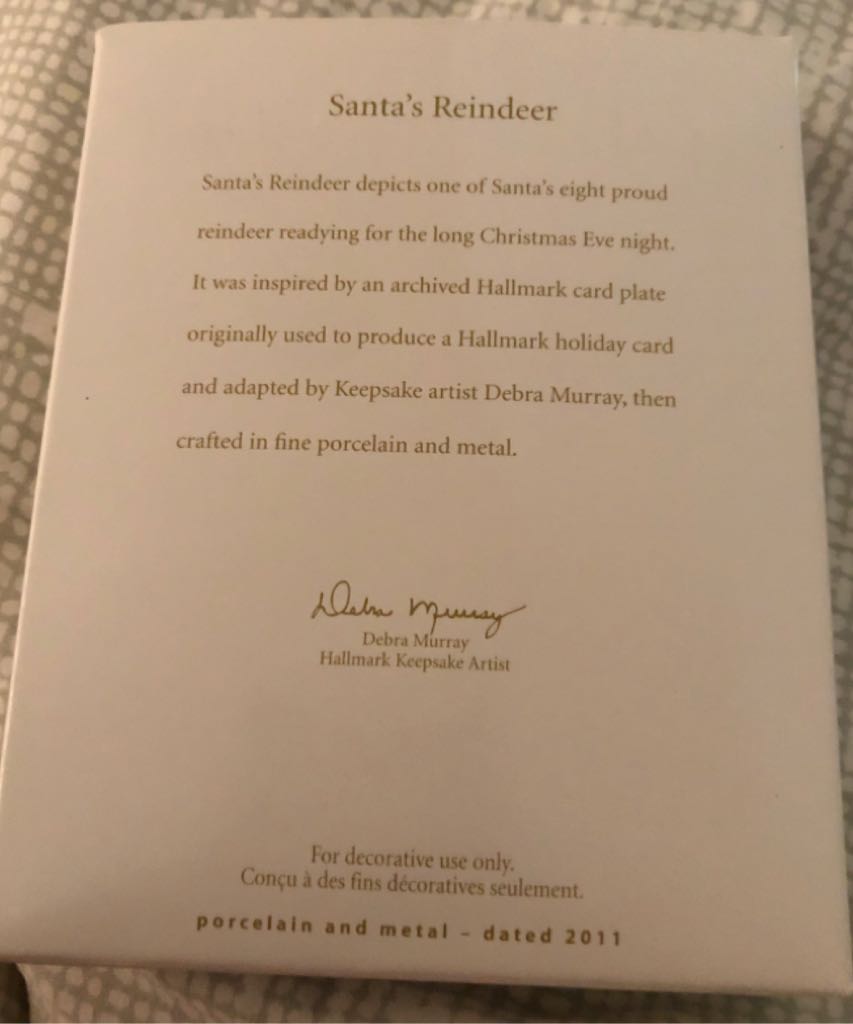 Santa's Reindeer
Santa's Reindeer depicts one of Santa's eight proud
reindeer readying for the long Christmas Eve night.
It was inspired by an archived Hallmark card plate
originally used to produce a Hallmark holiday card
and adapted by Keepsake artist Debra Murray, then
crafted in fine porcelain and metal.
Debra Murray
Debra Murray
Hallmark Keepsake Artist
For decorative use only.
Conçu à des fins décoratives seulement.
porcelain and metal – dated 2011